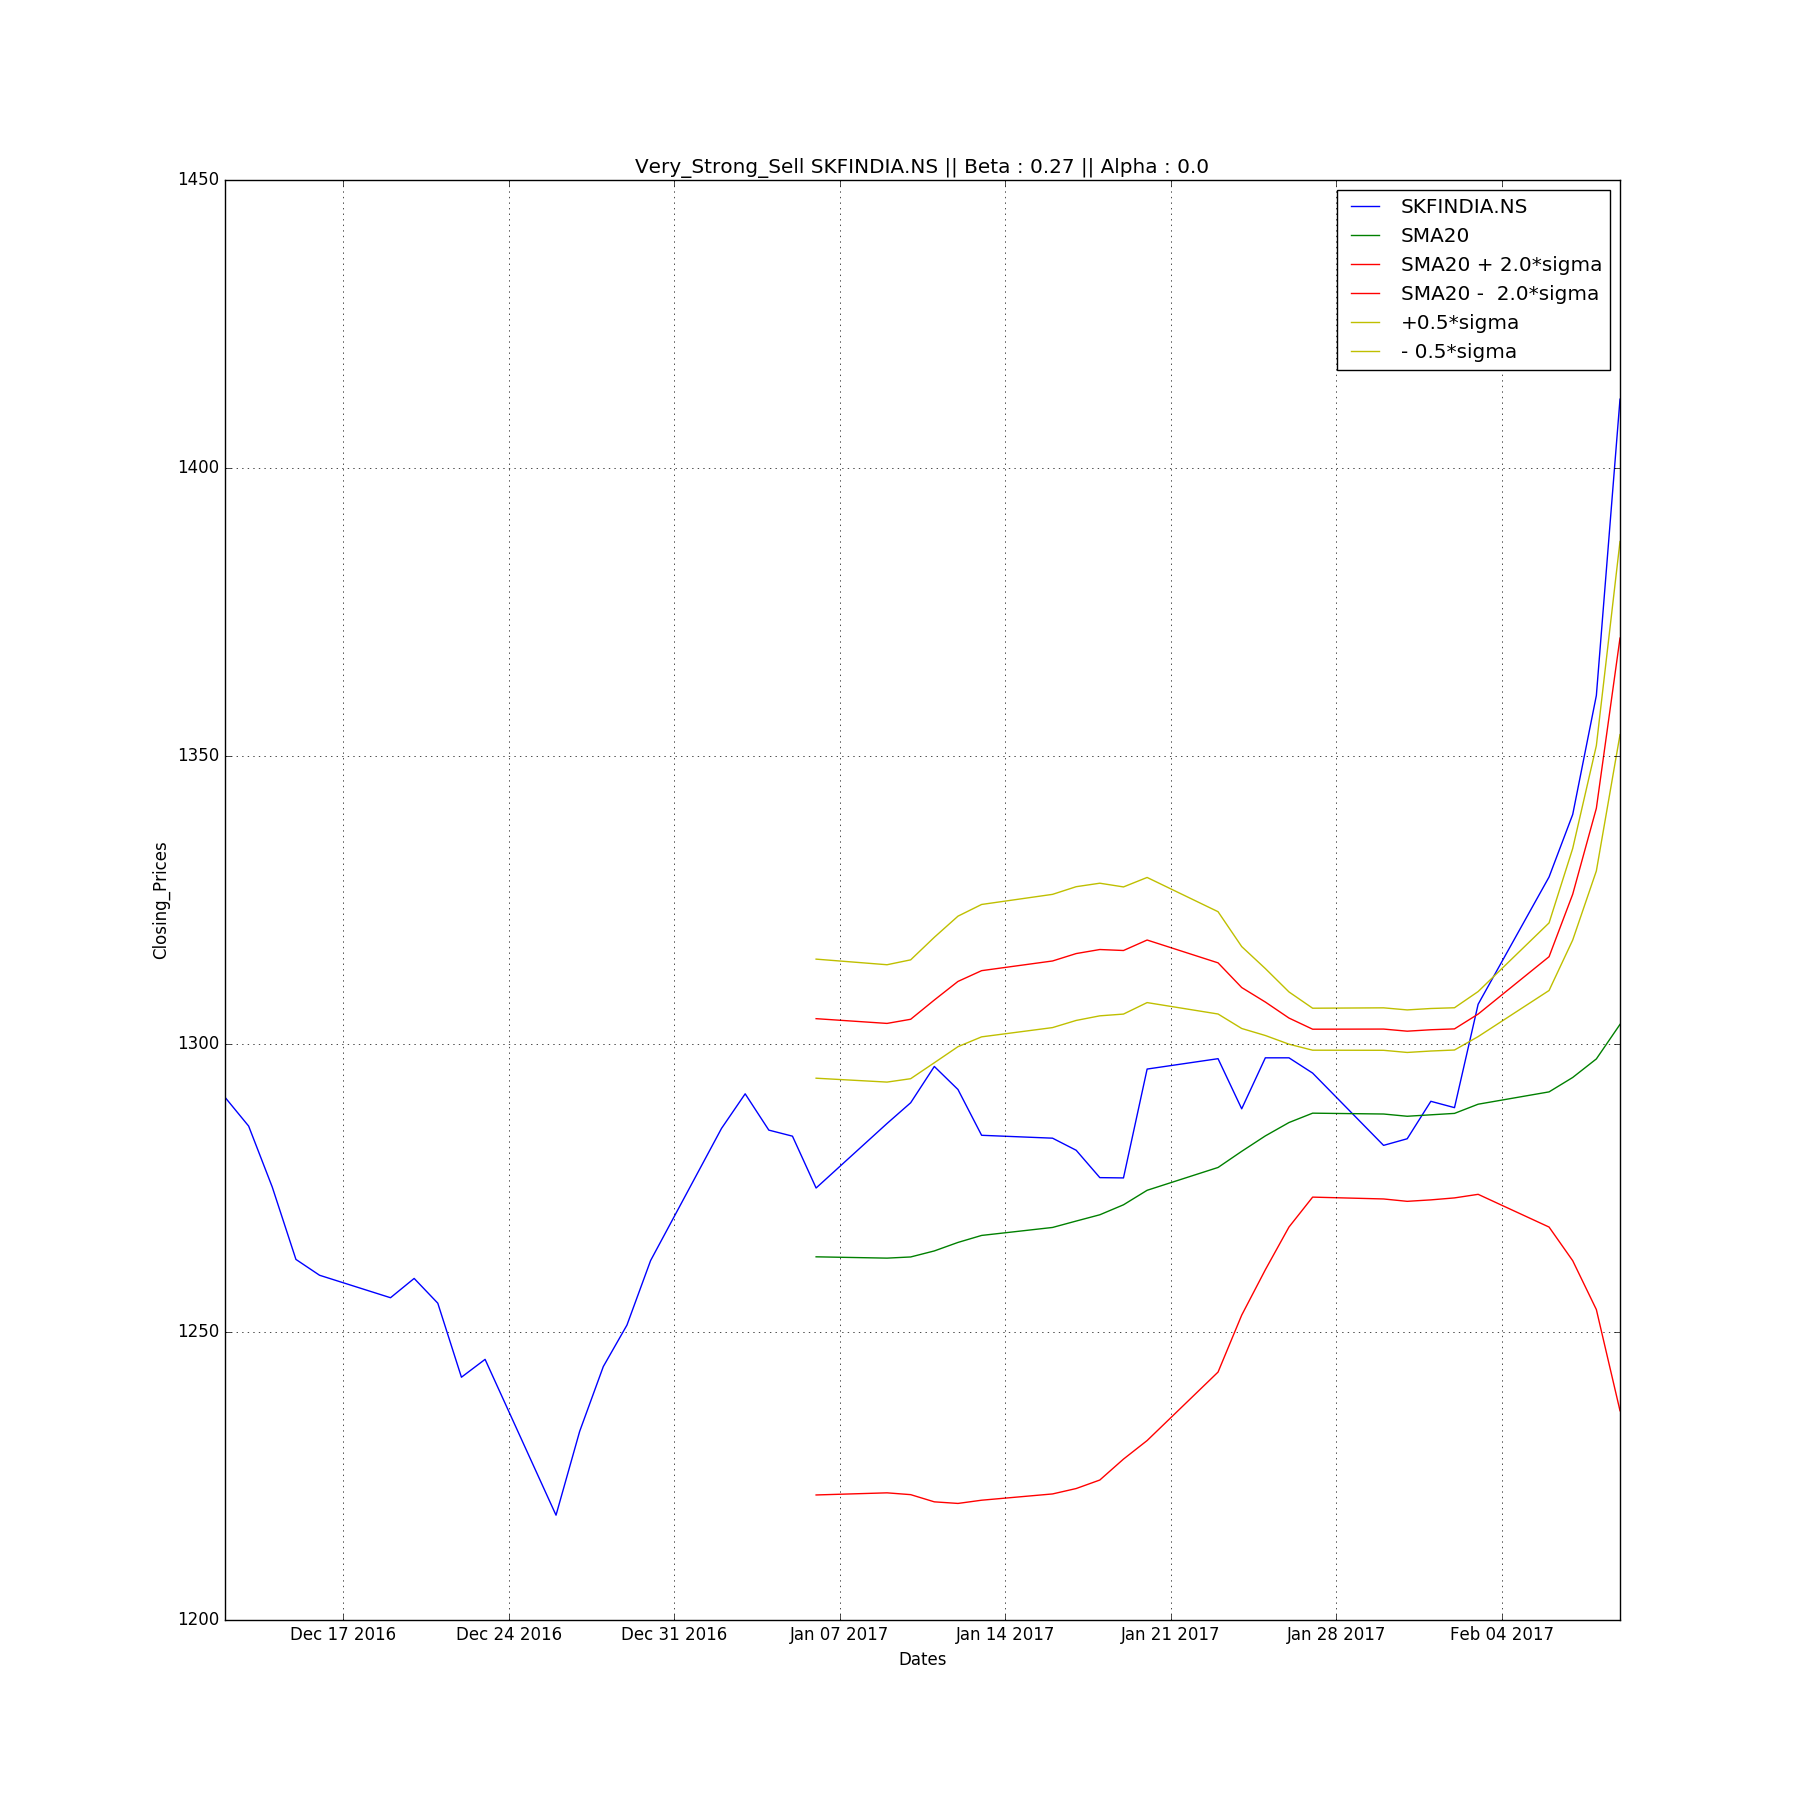 Very_Strong_Sell SKFINDIA.NS || Beta : 0.27 || Alpha : 0.0
SKFINDIA.NS
SMA20
SMA20 + 2.0*sigma
SMA20 -  2.0*sigma
+0.5*sigma
- 0.5*sigma
1450
1400
1350
1300
1250
1200
Closing_Prices
Dec 17 2016
Dec 24 2016
Dec 31 2016
Jan 07 2017
Jan 14 2017
Jan 21 2017
Jan 28 2017
Feb 04 2017
Dates